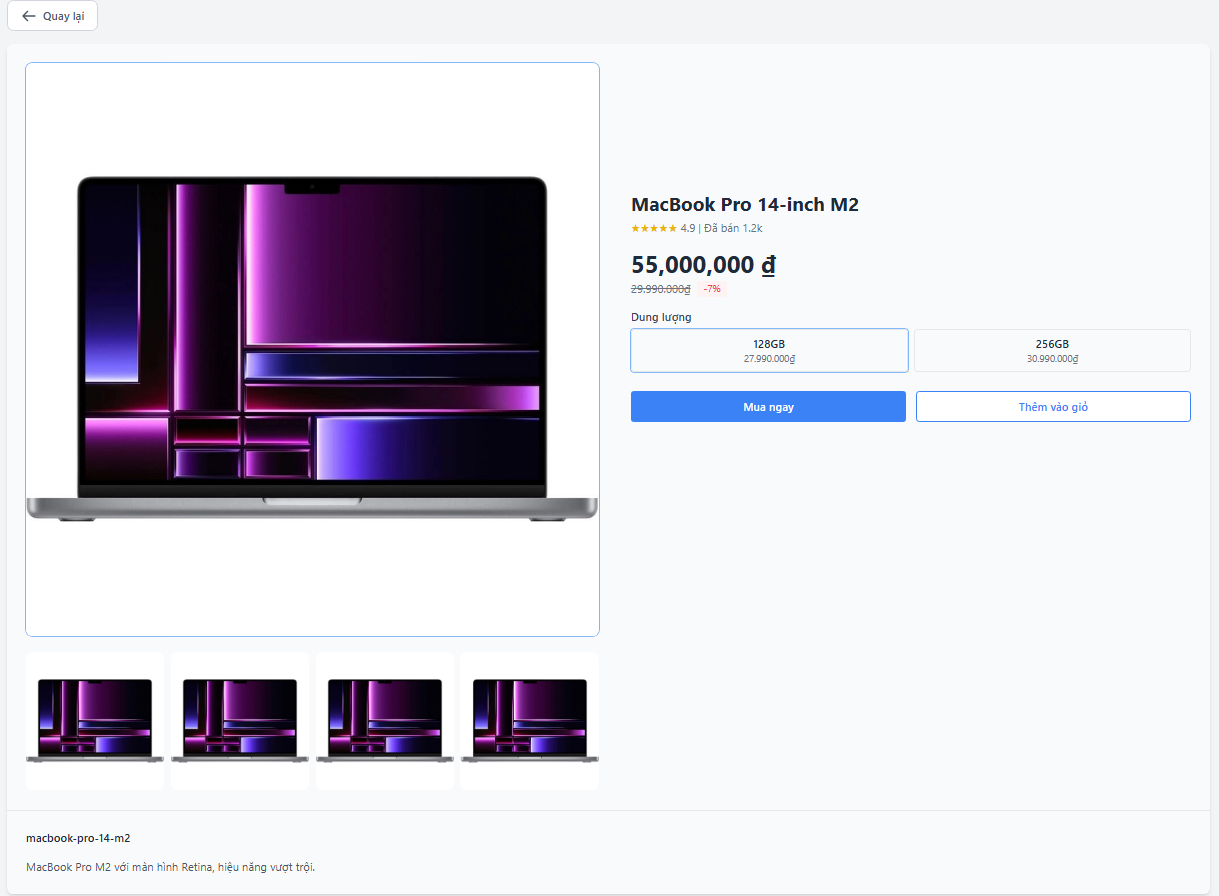 Quay lại
MacBook Pro 14-inch M2
★★★★★ 4.9 | Đã bán 1.2k
55,000,000 ₫
29.990.000₫ -7%
Dung lượng
128GB
27.990.000₫
256GB
30.990.000₫
Mua ngay
Thêm vào giỏ
macbook-pro-14-m2
MacBook Pro M2 với màn hình Retina, hiệu năng vượt trội.